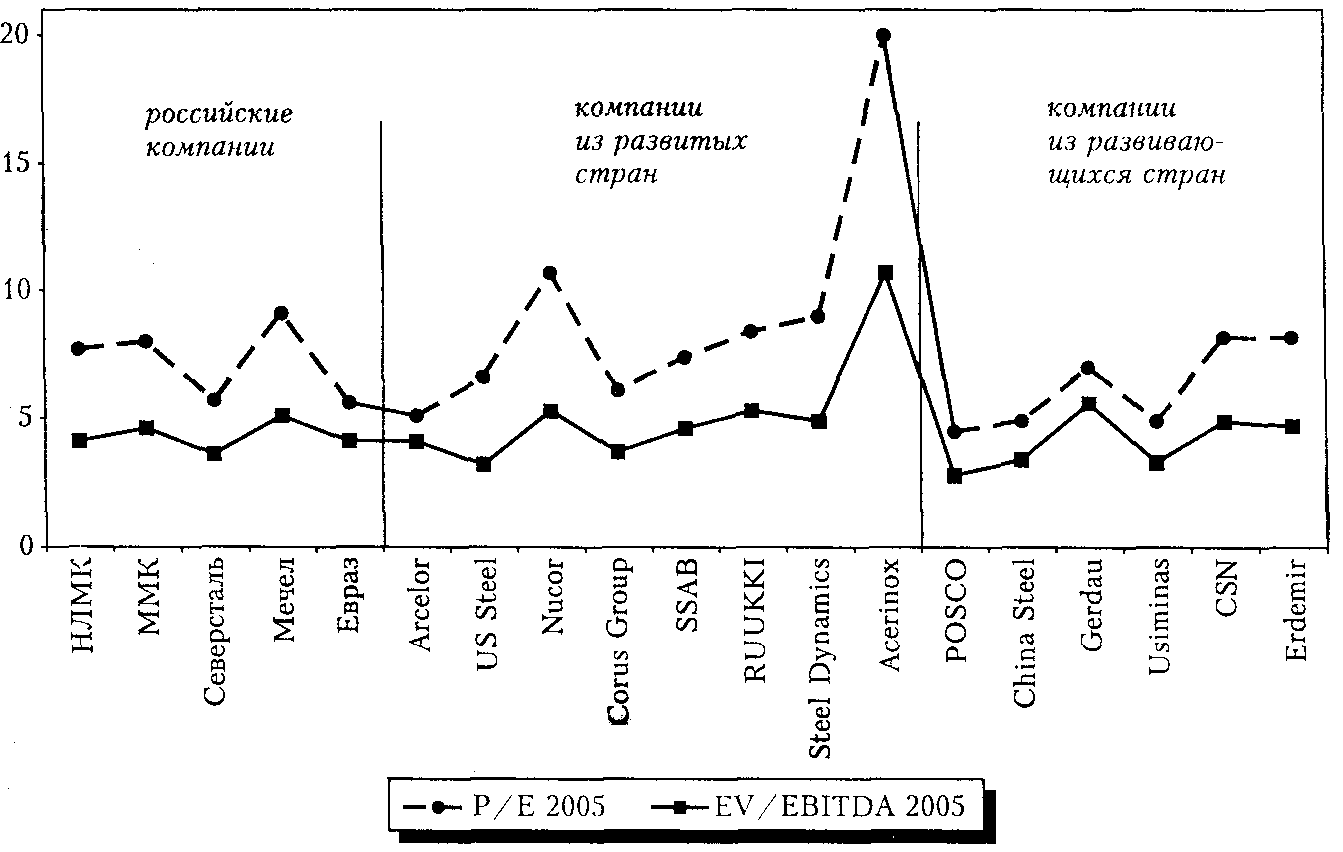 20
15
10
5
0
российские
компании
компании
из развитых
стран
компании
из развиваю-
щихся стран
НЛМК
ММК
Северсталь
Мечел
Евраз
Arcelor
US Steel
Nucor
Corus Group
SSAB
RUUKKI
Steel Dynamics
Acerinox
POSCO
China Steel
Gerdau
Usiminas
CSN
Erdemir
P/E 2005
EV/EBITDA 2005